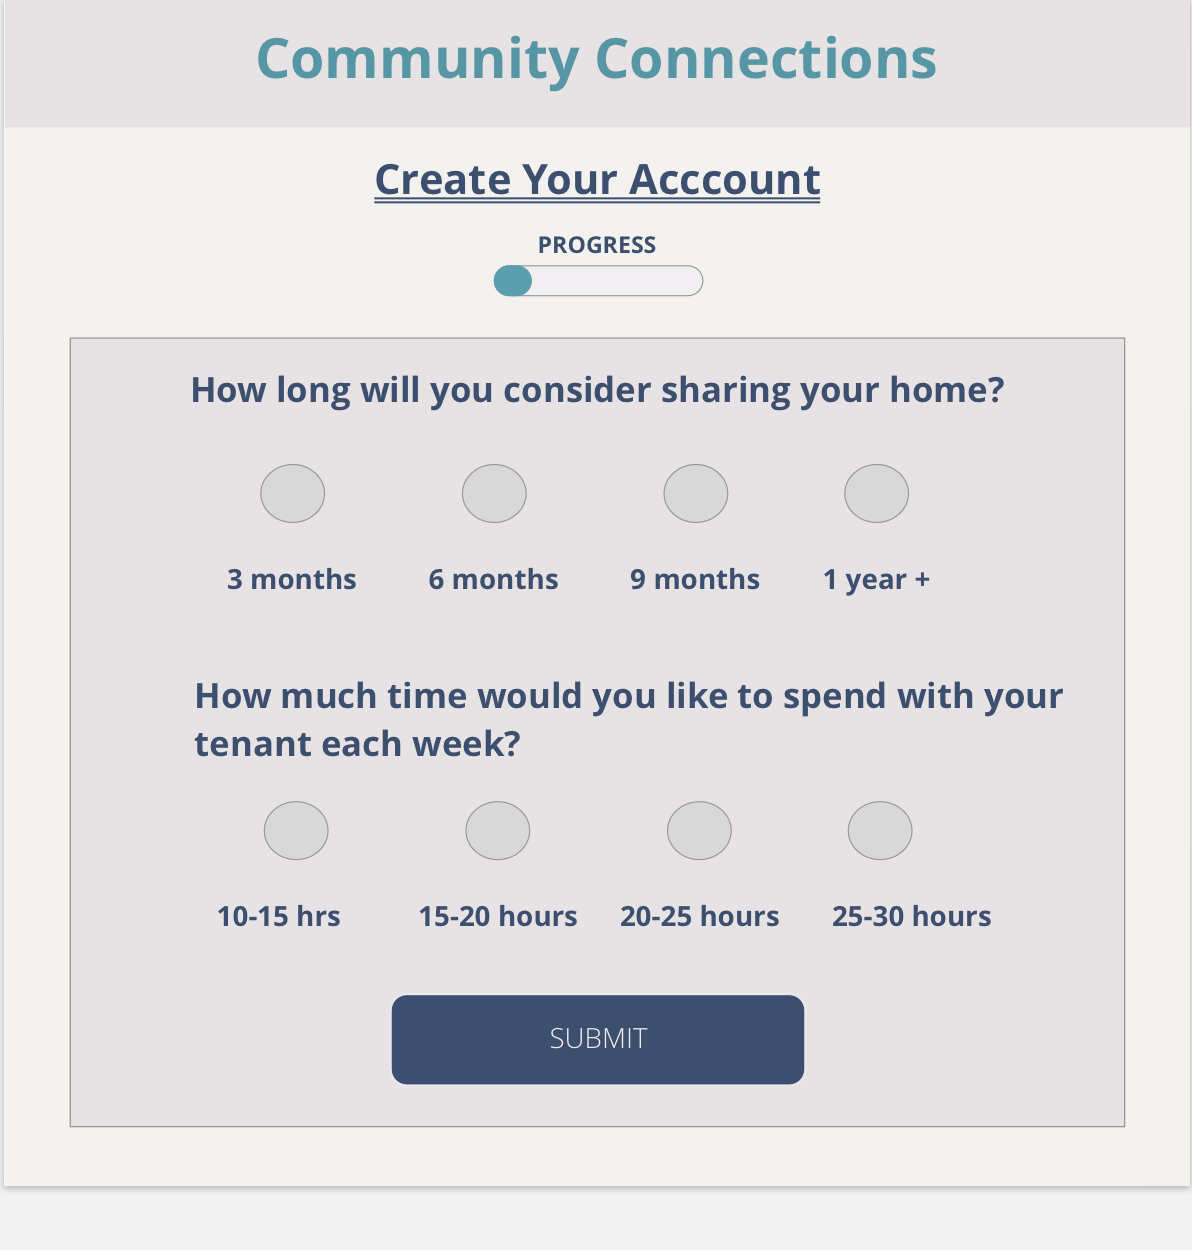 Community Connections
Create Your Acccount
PROGRESS
How long will you consider sharing your home?
3 months 6 months 9 months 1 year +
How much time would you like to spend with your
tenant each week?
10-15 hrs 15-20 hours 20-25 hours 25-30 hours
SUBMIT